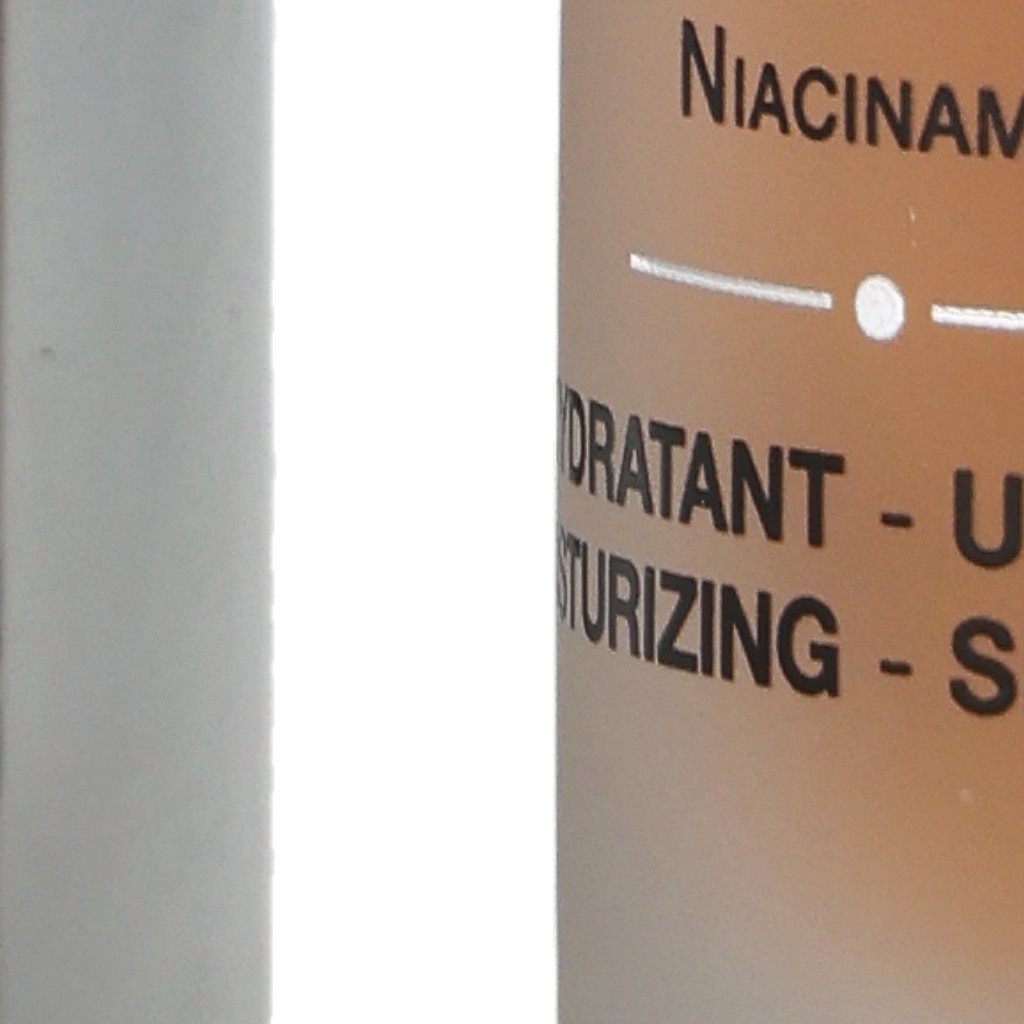 NIACINAM
YDRATANT - U
STURIZING - S